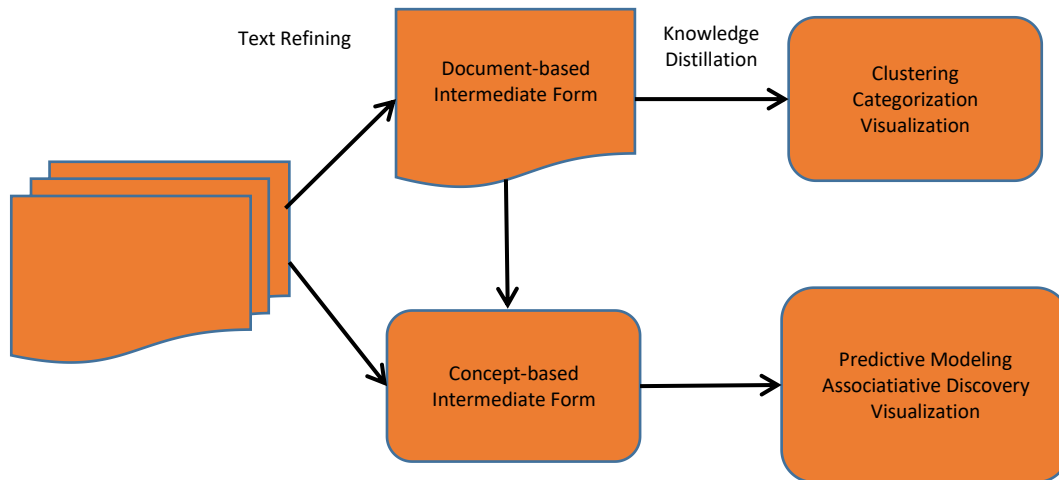 Text Refining
Document-based
Intermediate Form
Knowledge
Distillation
Clustering
Categorization
Visualization
Concept-based
Intermediate Form
Predictive Modeling
Associatiative Discovery
Visualization